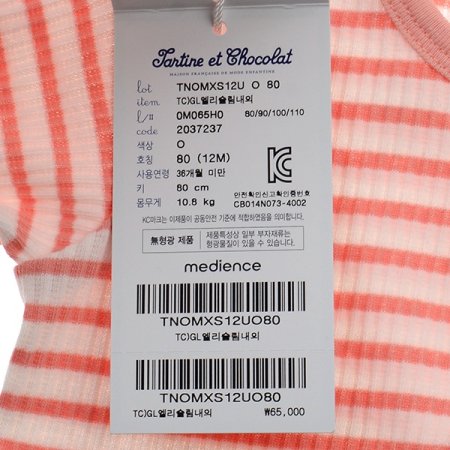 Tartine et Chocolat
MAISON FRANÇAISE DE MODE ENFANTINE
lot TNOMXS12U O 80
item TC)GL엘리슬림내의
l/# 0M065H0 80/90/100/110
code 2037237
색상 O
호칭 80 (12M)
사용연령 36개월 미만
키 80 cm
몸무게 10.8 kg
안전확인신고확인증번호
CB014N073-4002
KC마크는 이제품이 공통안전 기준에 적합하였음을 의미합니다.
無형광 제품
제품특성상 일부 부자재류는
형광물질이 있을 수 있습니다.
medience
TNOMXS12UO80
TC)GL엘리슬림내의
TNOMXS12UO80
TC)GL엘리슬림내의 ₩65,000